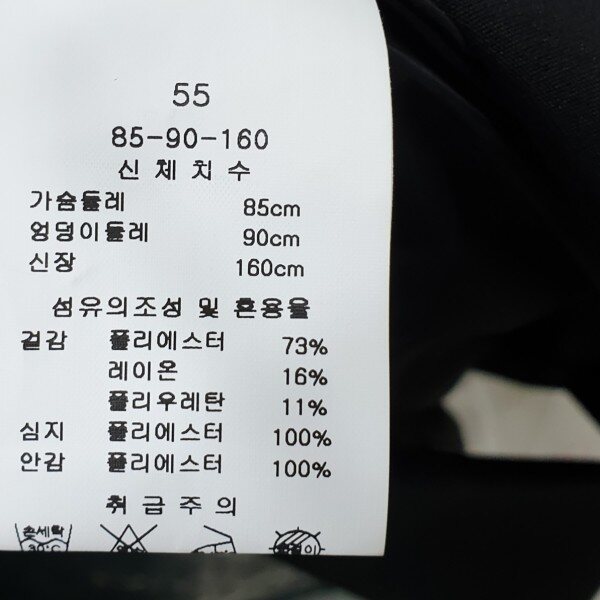 55
85-90-160
신체치수
가슴둘레 85cm
엉덩이둘레 90cm
신장 160cm
섬유의조성 및 혼용율
겉감 폴리에스터 73%
레이온 16%
폴리우레탄 11%
심지 폴리에스터 100%
안감 폴리에스터 100%
취급주의
손세탁
30°C